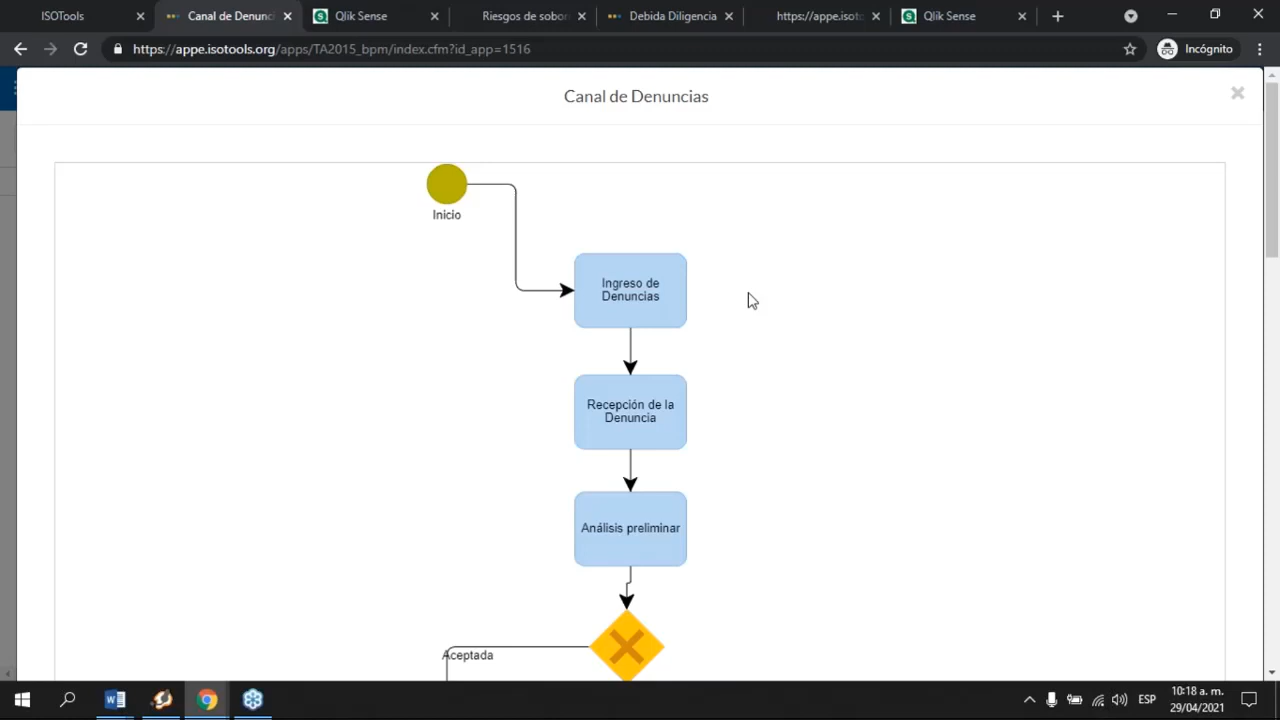 ISOTools
Canal de Denunc
Qlik Sense
Riesgos de sobor
Debida Diligencia
https://appe.isoto
Qlik Sense
https://appe.isotools.org/apps/TA2015_bpm/index.cfm?id_app=1516
Incógnito
Canal de Denuncias
Inicio
Ingreso de
Denuncias
Recepción de la
Denuncia
Análisis preliminar
Aceptada
ESP
10:18 a. m.
29/04/2021